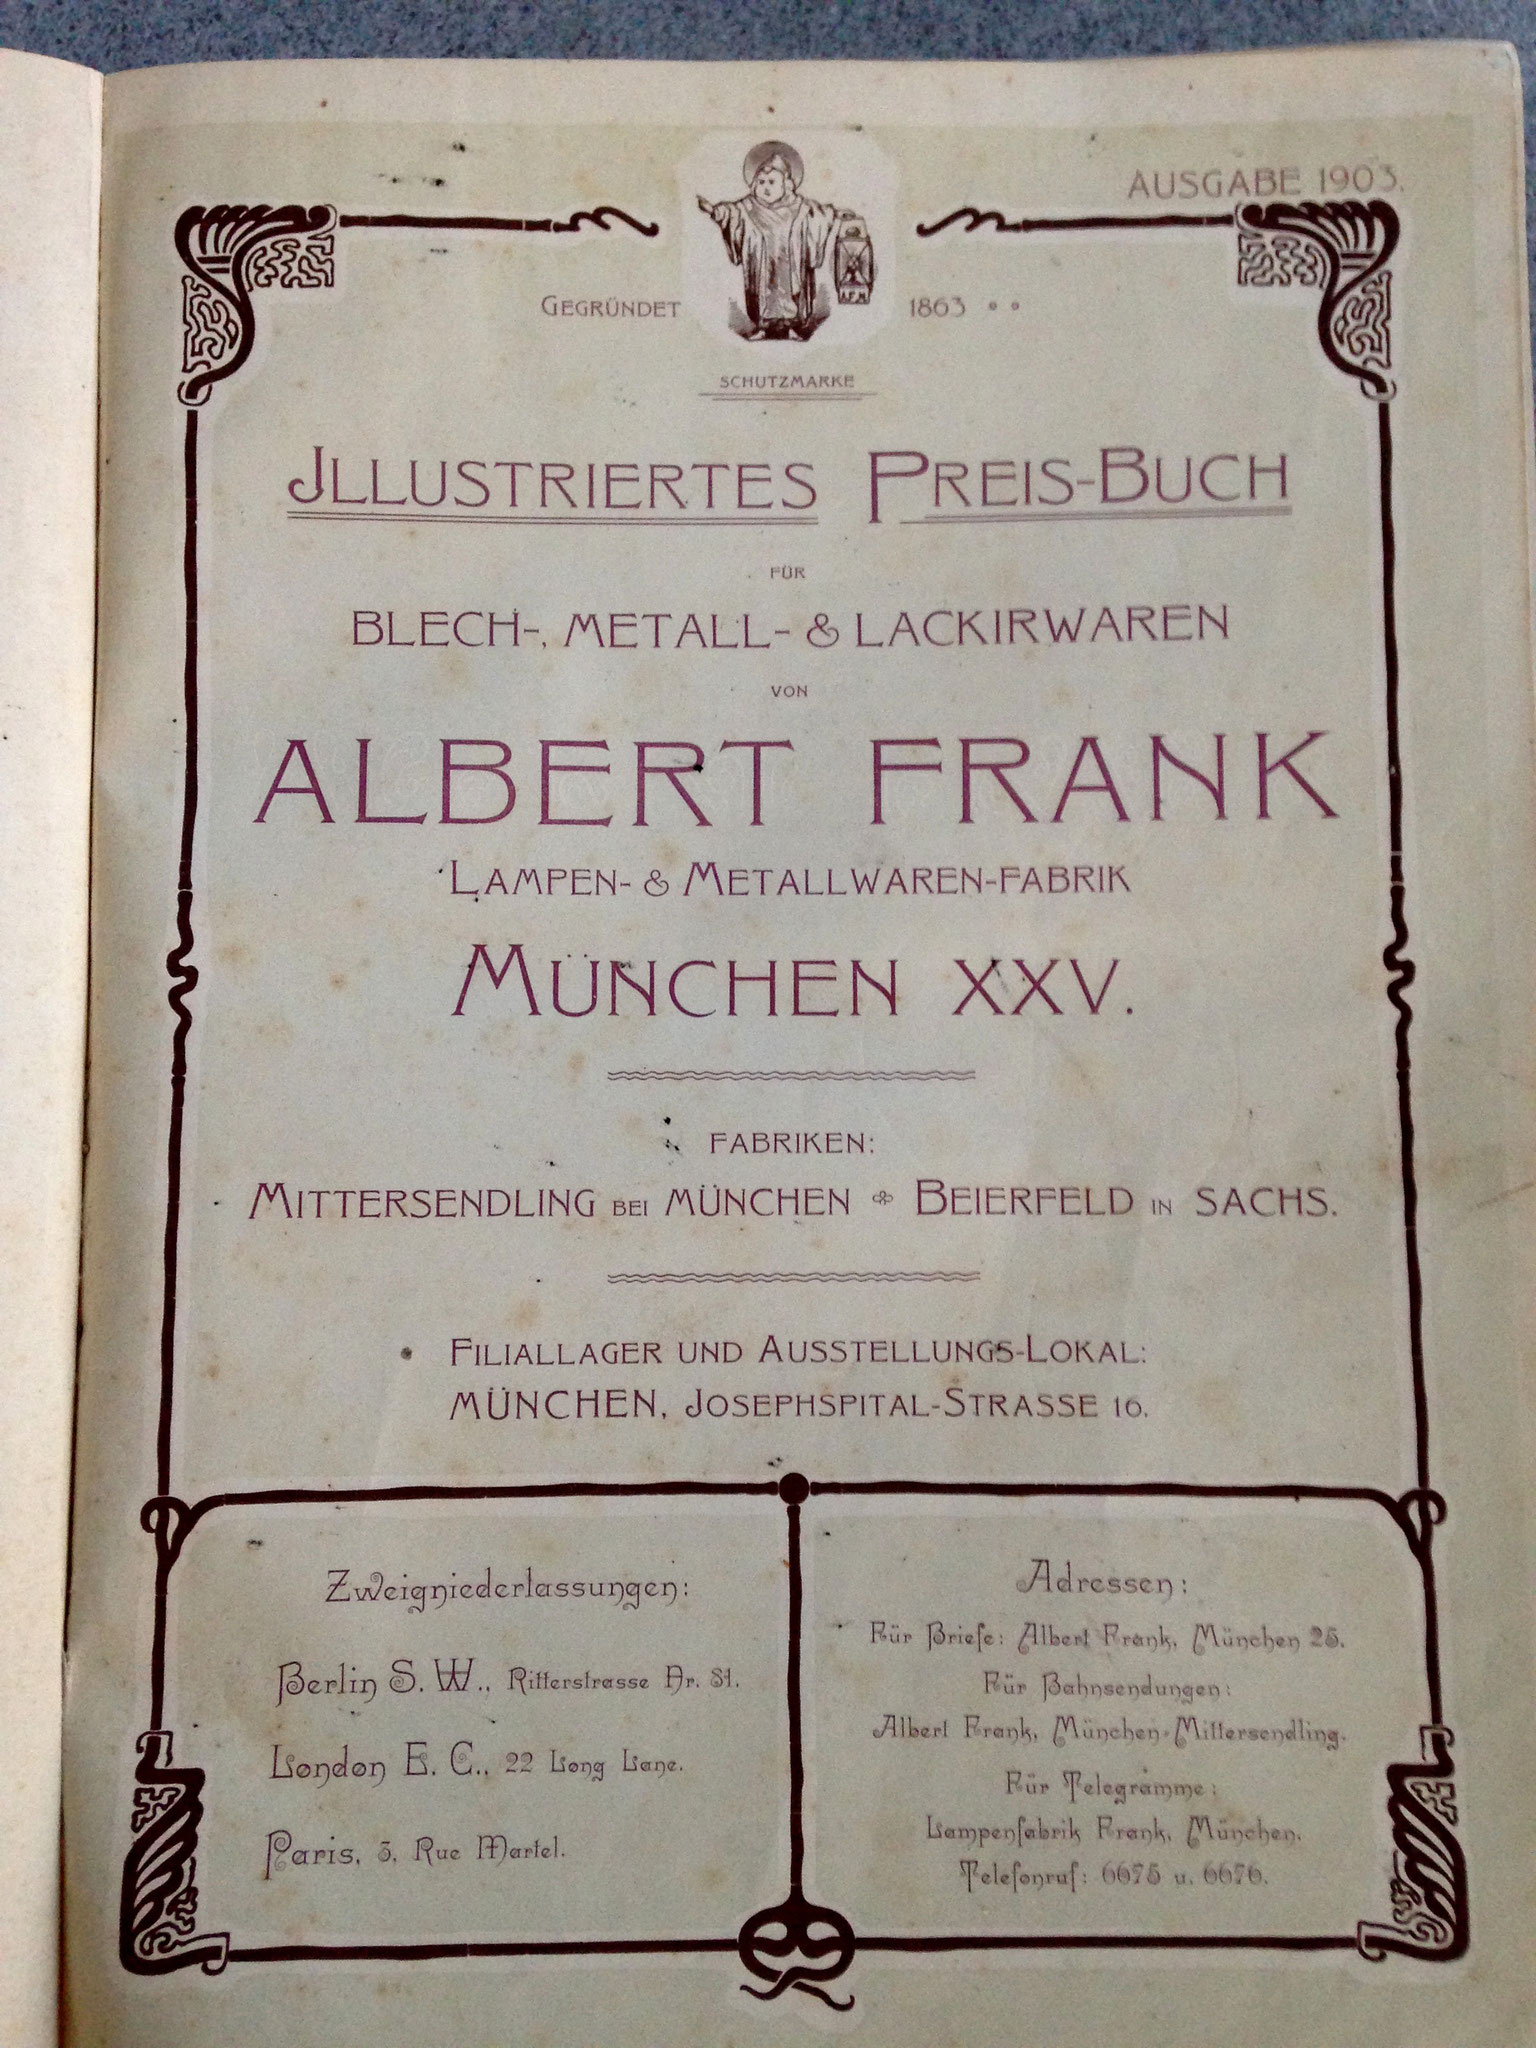 AUSGABE 1903.
GEGRÜNDET 1863
A.F.M
SCHUTZMARKE
JLLUSTRIERTES PREIS-BUCH
FÜR
BLECH-, METALL- & LACKIRWAREN
VON
ALBERT FRANK
LAMPEN- & METALLWAREN-FABRIK
MÜNCHEN XXV.
FABRIKEN:
MITTERSENDLING BEI MÜNCHEN BEIERFELD IN SACHS.
FILIALLAGER UND AUSSTELLUNGS-LOKAL:
MÜNCHEN, JOSEPHSPITAL-STRASSE 16.
Zweigniederlassungen:
Berlin S. W., Ritterstrasse Nr. 81.
London E. C., 22 Long Lane.
Paris, 5, Rue Martel.
Adressen:
Für Briefe: Albert Frank, München 25.
Für Bahnsendungen:
Albert Frank, München-Mittersendling.
Für Telegramme:
Lampenfabrik Frank, München.
Telefonruf: 6675 u. 6676.